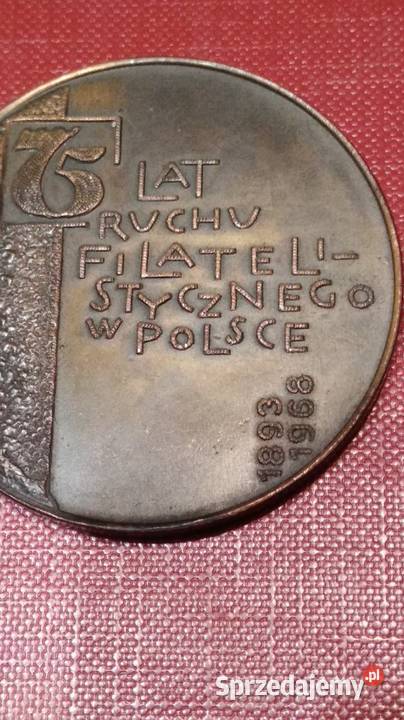 75
LAT
RUCHU
FILATELI-
STYCZNEGO
W POLSCE
1893
1968
Sprzedajemy.pl